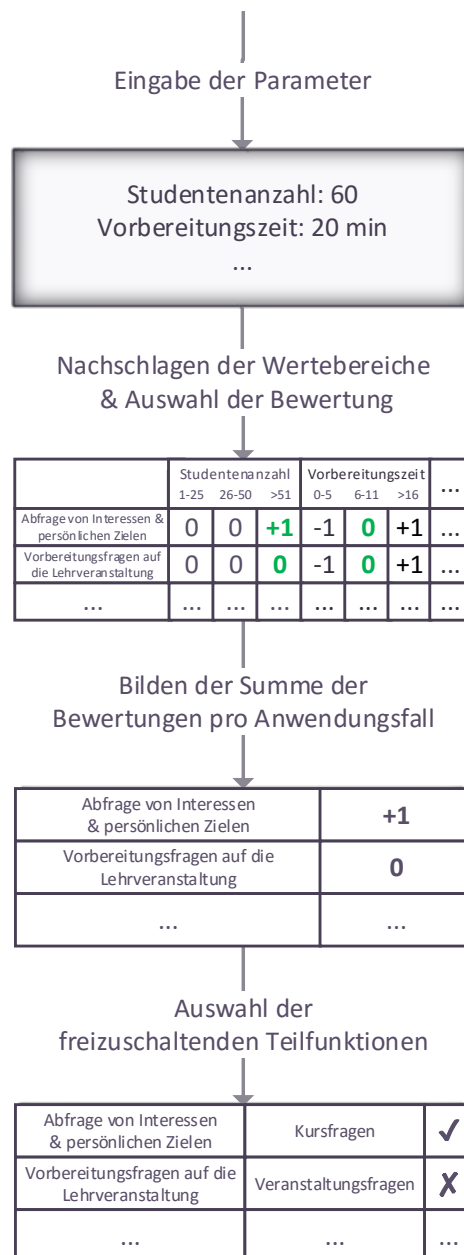 Eingabe der Parameter
Studentenanzahl: 60
Vorbereitungszeit: 20 min
...
Nachschlagen der Wertebereiche
& Auswahl der Bewertung
Studentenanzahl Vorbereitungszeit ...
1-25 26-50 >51 0-5 6-11 >16
Abfrage von Interessen &
persönlichen Zielen
0 0 +1 -1 0 +1 ...
Vorbereitungsfragen auf
die Lehrveranstaltung
0 0 0 -1 0 +1 ...
... ... ... ... ... ... ... ...
Bilden der Summe der
Bewertungen pro Anwendungsfall
Abfrage von Interessen
& persönlichen Zielen
+1
Vorbereitungsfragen auf die
Lehrveranstaltung
0
... ...
Auswahl der
freizuschaltenden Teilfunktionen
Abfrage von Interessen
& persönlichen Zielen
Kursfragen ✓
Vorbereitungsfragen auf die
Lehrveranstaltung
Veranstaltungsfragen ✗
... ... ...